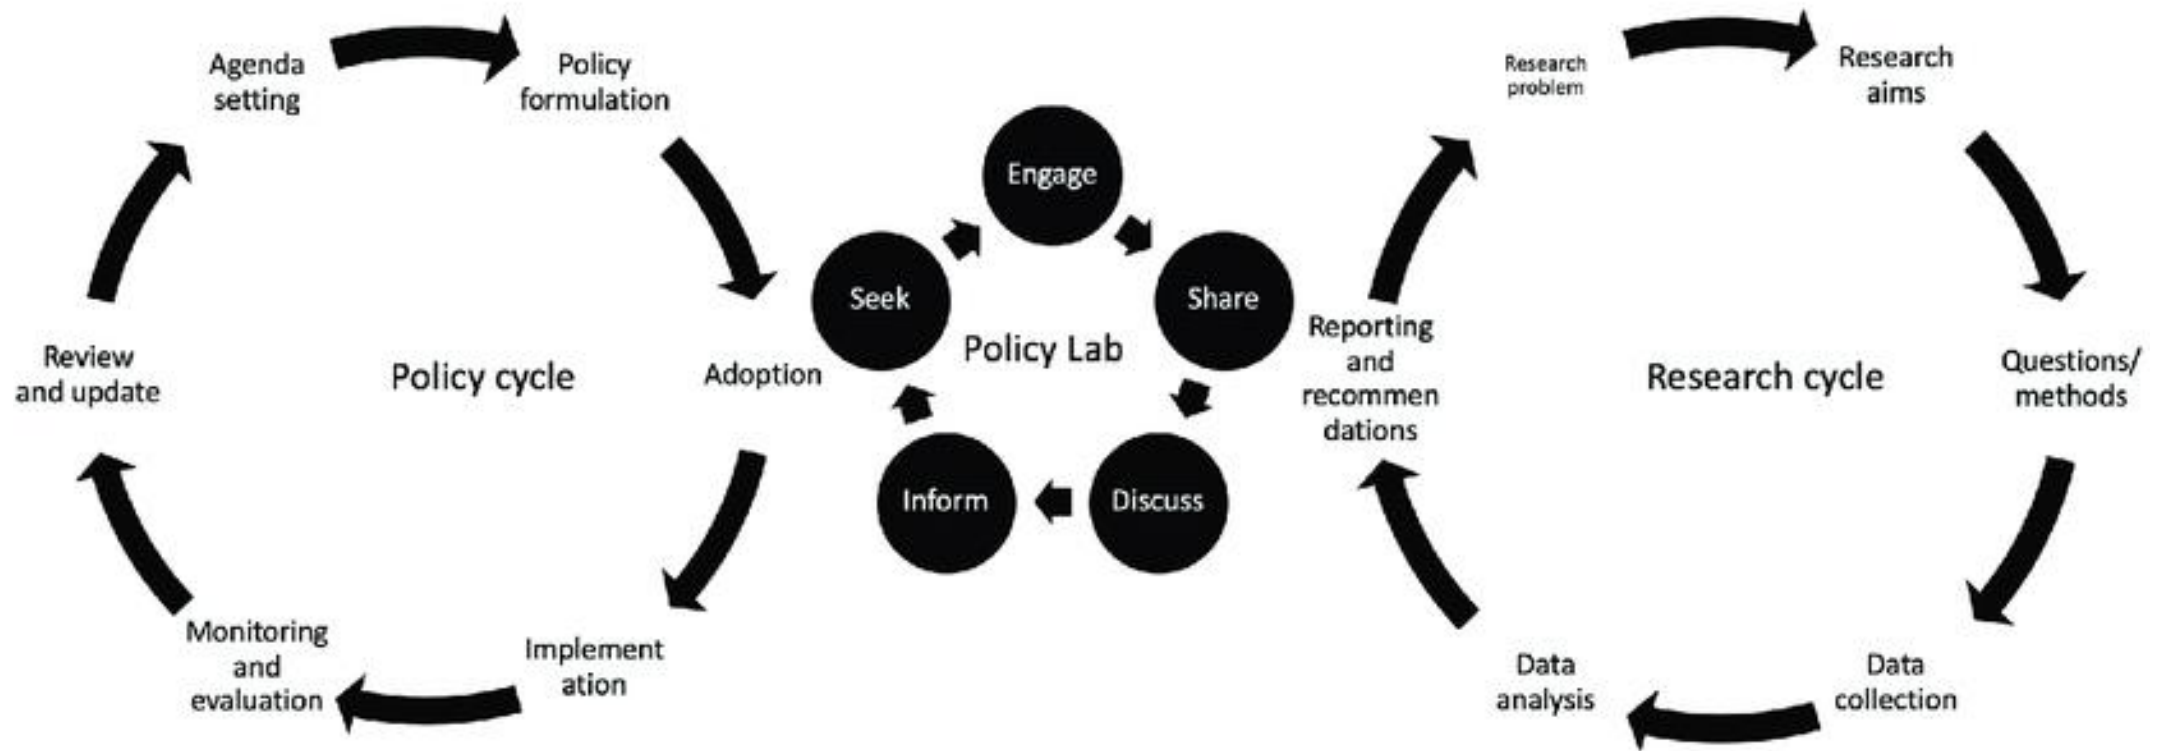 Agenda
setting
Policy
formulation
Adoption
Implement
ation
Monitoring
and
evaluation
Review
and update
Policy cycle
Engage
Share
Discuss
Inform
Seek
Policy Lab
Research
problem
Research
aims
Questions/
methods
Data
collection
Data
analysis
Reporting
and
recommen
dations
Research cycle